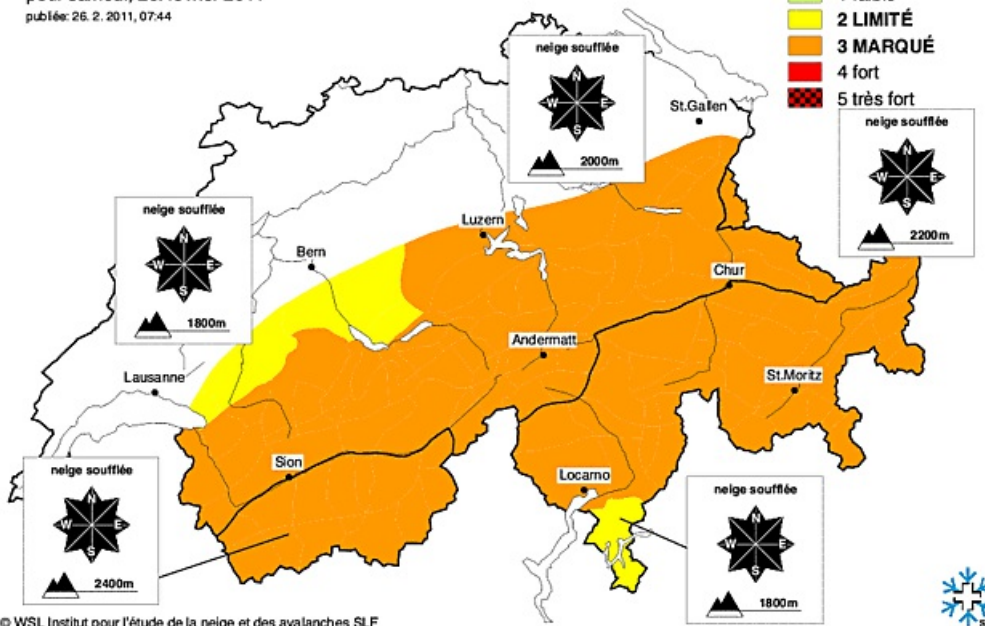 publiée: 26. 2. 2011, 07:44
2 LIMITÉ
3 MARQUÉ
4 fort
5 très fort
neige soufflée
N
W E
S
2000m
St.Gallen
neige soufflée
N
W E
S
2200m
neige soufflée
N
W E
S
1800m
Luzern
Bern
Chur
Andermatt
Lausanne
St.Moritz
Sion
Locarno
neige soufflée
N
W E
S
2400m
neige soufflée
N
W E
S
1800m
© WSL Institut pour l'étude de la neige et des avalanches SLF